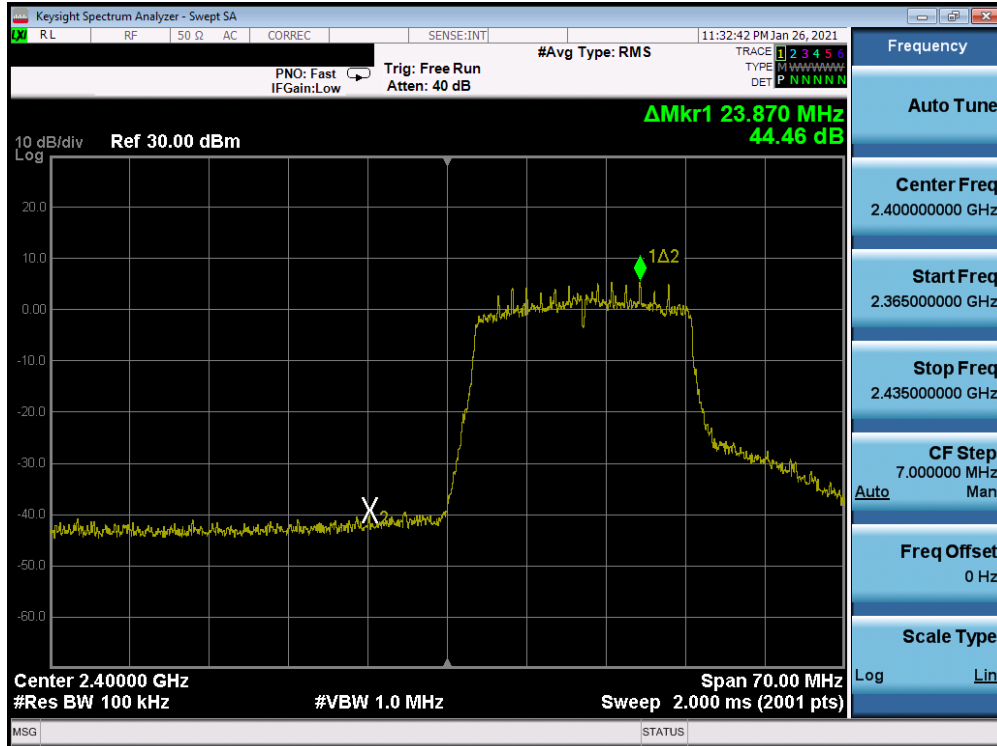 Keysight Spectrum Analyzer - Swept SA
LXI RL RF 50 Ω AC CORREC SENSE:INT 11:32:42 PM Jan 26, 2021
#Avg Type: RMS
TRACE 1 2 3 4 5 6
TYPE M WWWWW
DET P N N N N N
PNO: Fast
IFGain:Low
Trig: Free Run
Atten: 40 dB
ΔMkr1 23.870 MHz
44.46 dB
10 dB/div Ref 30.00 dBm
Log
20.0
10.0
0.00
-10.0
-20.0
-30.0
-40.0
-50.0
-60.0
1Δ2
X2
Center 2.40000 GHz Span 70.00 MHz
#Res BW 100 kHz #VBW 1.0 MHz Sweep 2.000 ms (2001 pts)
MSG STATUS
Frequency
Auto Tune
Center Freq
2.400000000 GHz
Start Freq
2.365000000 GHz
Stop Freq
2.435000000 GHz
CF Step
7.000000 MHz
Auto Man
Freq Offset
0 Hz
Scale Type
Log Lin